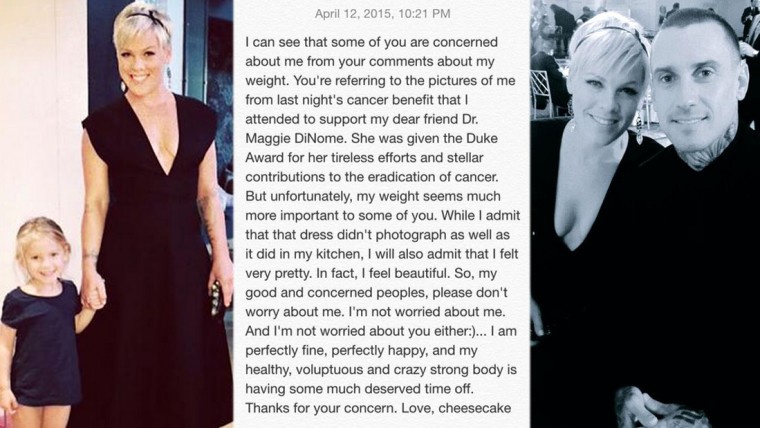 April 12, 2015, 10:21 PM
I can see that some of you are concerned
about me from your comments about my
weight. You're referring to the pictures of me
from last night's cancer benefit that I
attended to support my dear friend Dr.
Maggie DiNome. She was given the Duke
Award for her tireless efforts and stellar
contributions to the eradication of cancer.
But unfortunately, my weight seems much
more important to some of you. While I admit
that that dress didn't photograph as well as
it did in my kitchen, I will also admit that I felt
very pretty. In fact, I feel beautiful. So, my
good and concerned peoples, please don't
worry about me. I'm not worried about me.
And I'm not worried about you either:)... I am
perfectly fine, perfectly happy, and my
healthy, voluptuous and crazy strong body is
having some much deserved time off.
Thanks for your concern. Love, cheesecake